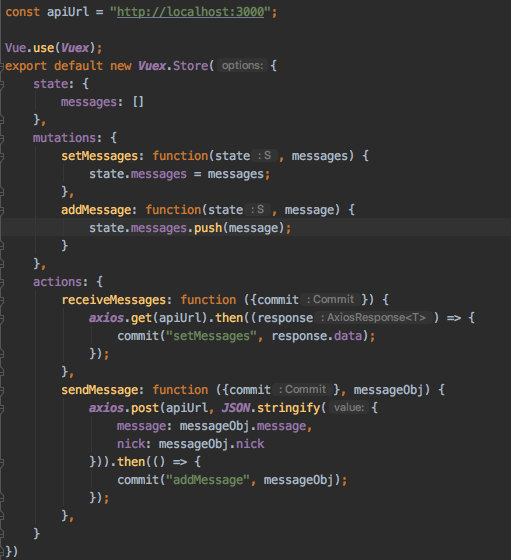 const apiUrl = "http://localhost:3000";

Vue.use(Vuex);
export default new Vuex.Store( options: {
    state: {
        messages: []
    },
    mutations: {
        setMessages: function(state : S , messages) {
            state.messages = messages;
        },
        addMessage: function(state : S , message) {
            state.messages.push(message);
        }
    },
    actions: {
        receiveMessages: function ({commit : Commit }) {
            axios.get(apiUrl).then((response : AxiosResponse<T> ) => {
                commit("setMessages", response.data);
            });
        },
        sendMessage: function ({commit : Commit }, messageObj) {
            axios.post(apiUrl, JSON.stringify( value: {
                message: messageObj.message,
                nick: messageObj.nick
            })).then(() => {
                commit("addMessage", messageObj);
            });
        },
    }
})